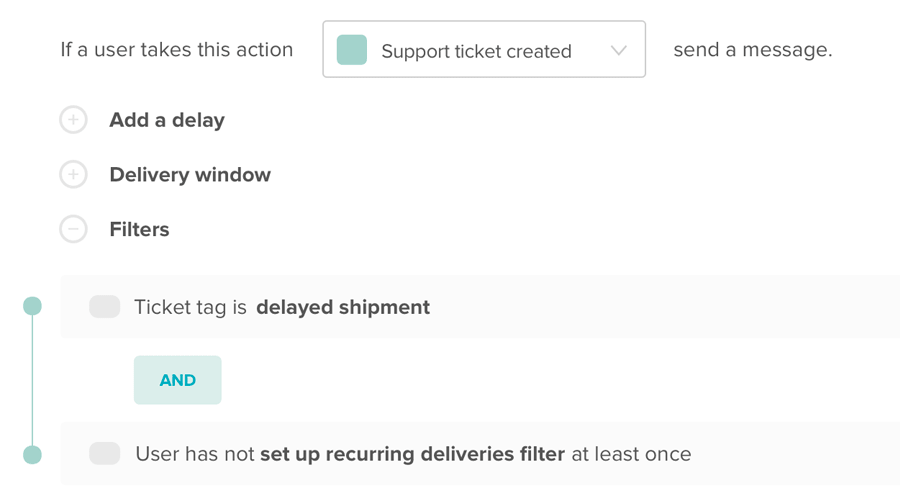 If a user takes this action Support ticket created send a message.
Add a delay
Delivery window
Filters
Ticket tag is delayed shipment
AND
User has not set up recurring deliveries filter at least once